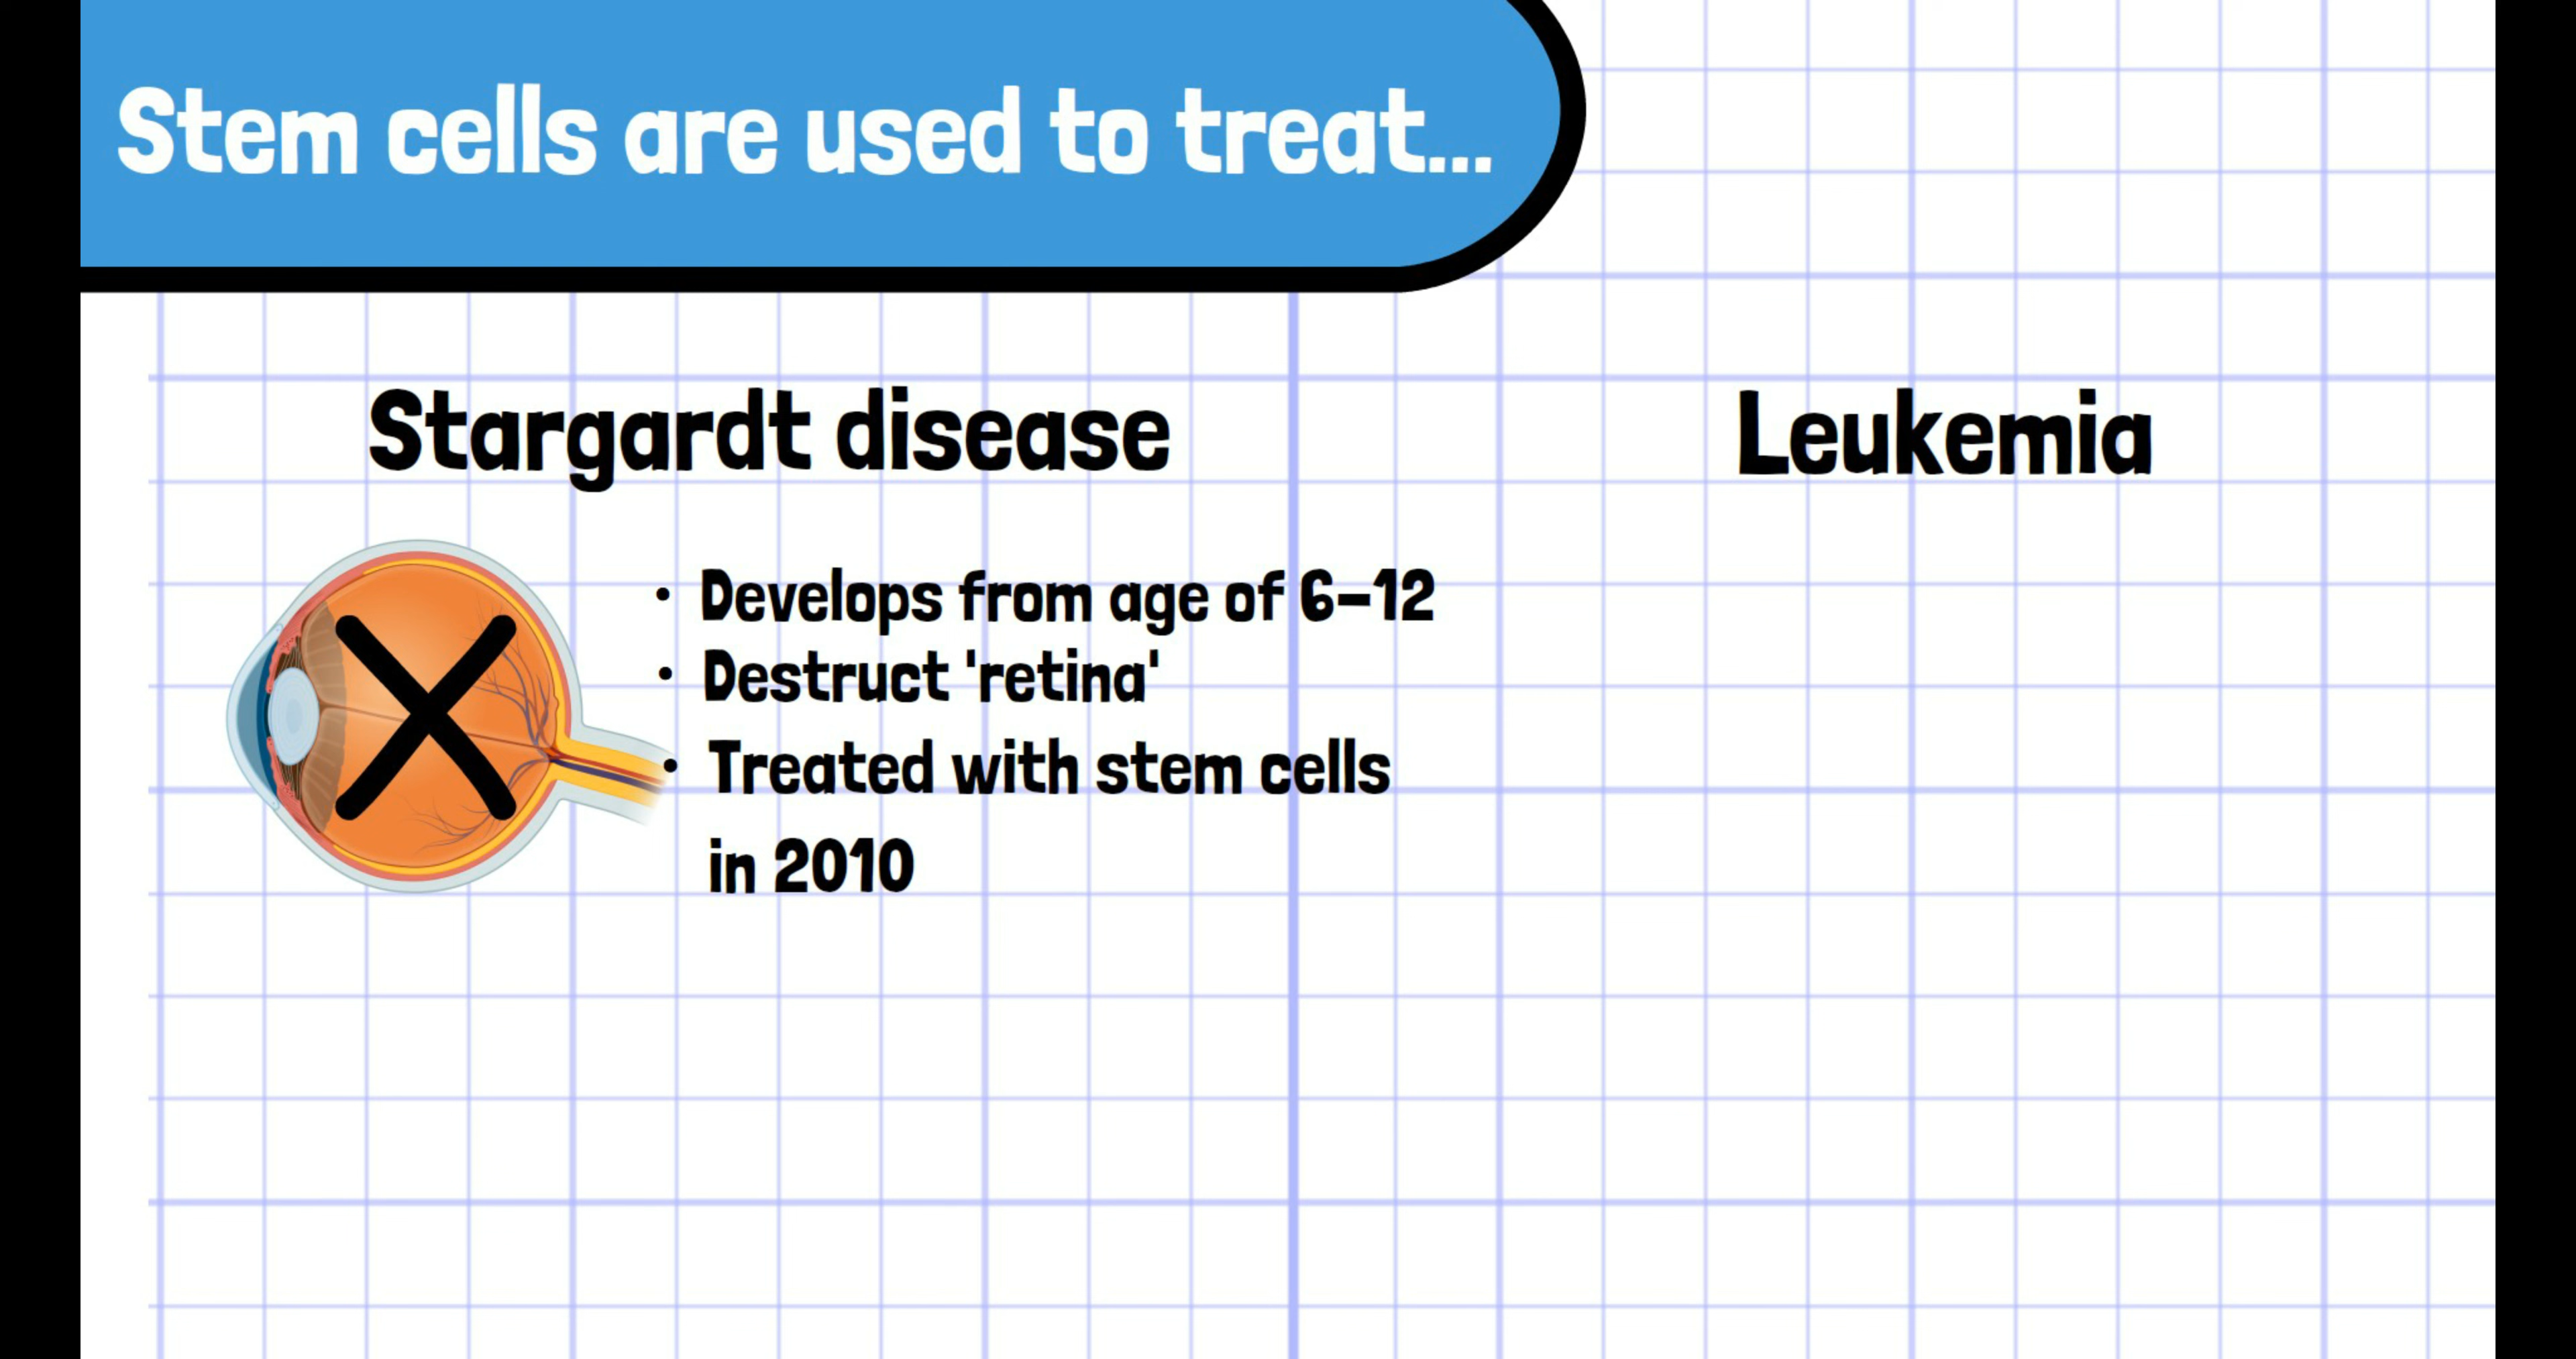 Stem cells are used to treat...
Stargardt disease
• Develops from age of 6-12
• Destruct 'retina'
• Treated with stem cells
in 2010
Leukemia